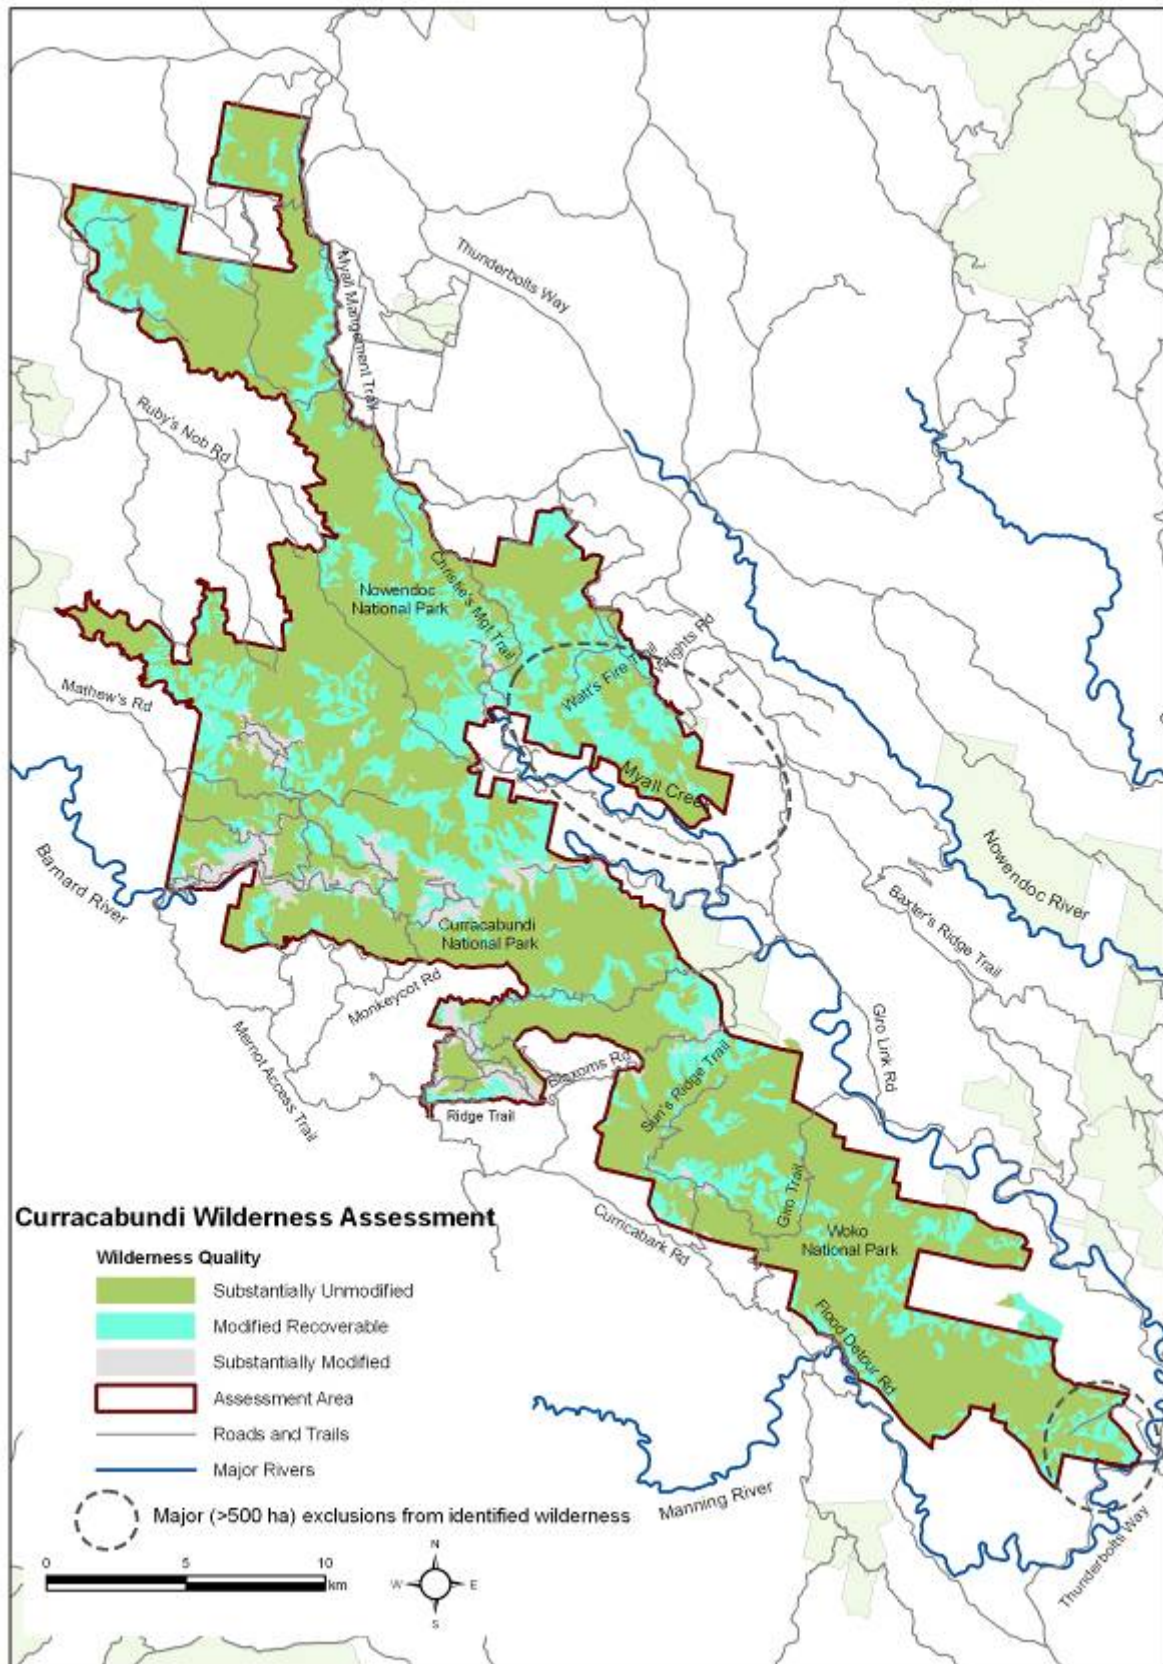 Thunderbolts Way
Myall Mangement Trail
Ruby's Nob Rd
Christie's Mgt Trail
Nowendoc
National Park
Wrights Rd
Watt's Fire Trail
Mathew's Rd
Myall Creek
Barnard River
Nowendoc River
Baxter's Ridge Trail
Curracabundi
National Park
Monkeycot Rd
Giro Link Rd
Mernot Access Trail
Bloxoms Rd
Ridge Trail
Giro Trail
Woko
National Park
Curricabark Rd
Flood Detour Rd
Curracabundi Wilderness Assessment
Wilderness Quality
Substantially Unmodified
Modified Recoverable
Substantially Modified
Assessment Area
Roads and Trails
Major Rivers
Major (>500 ha) exclusions from identified wilderness
Manning River
Thunderbolts Way
0 5 10
km
N
W E
S